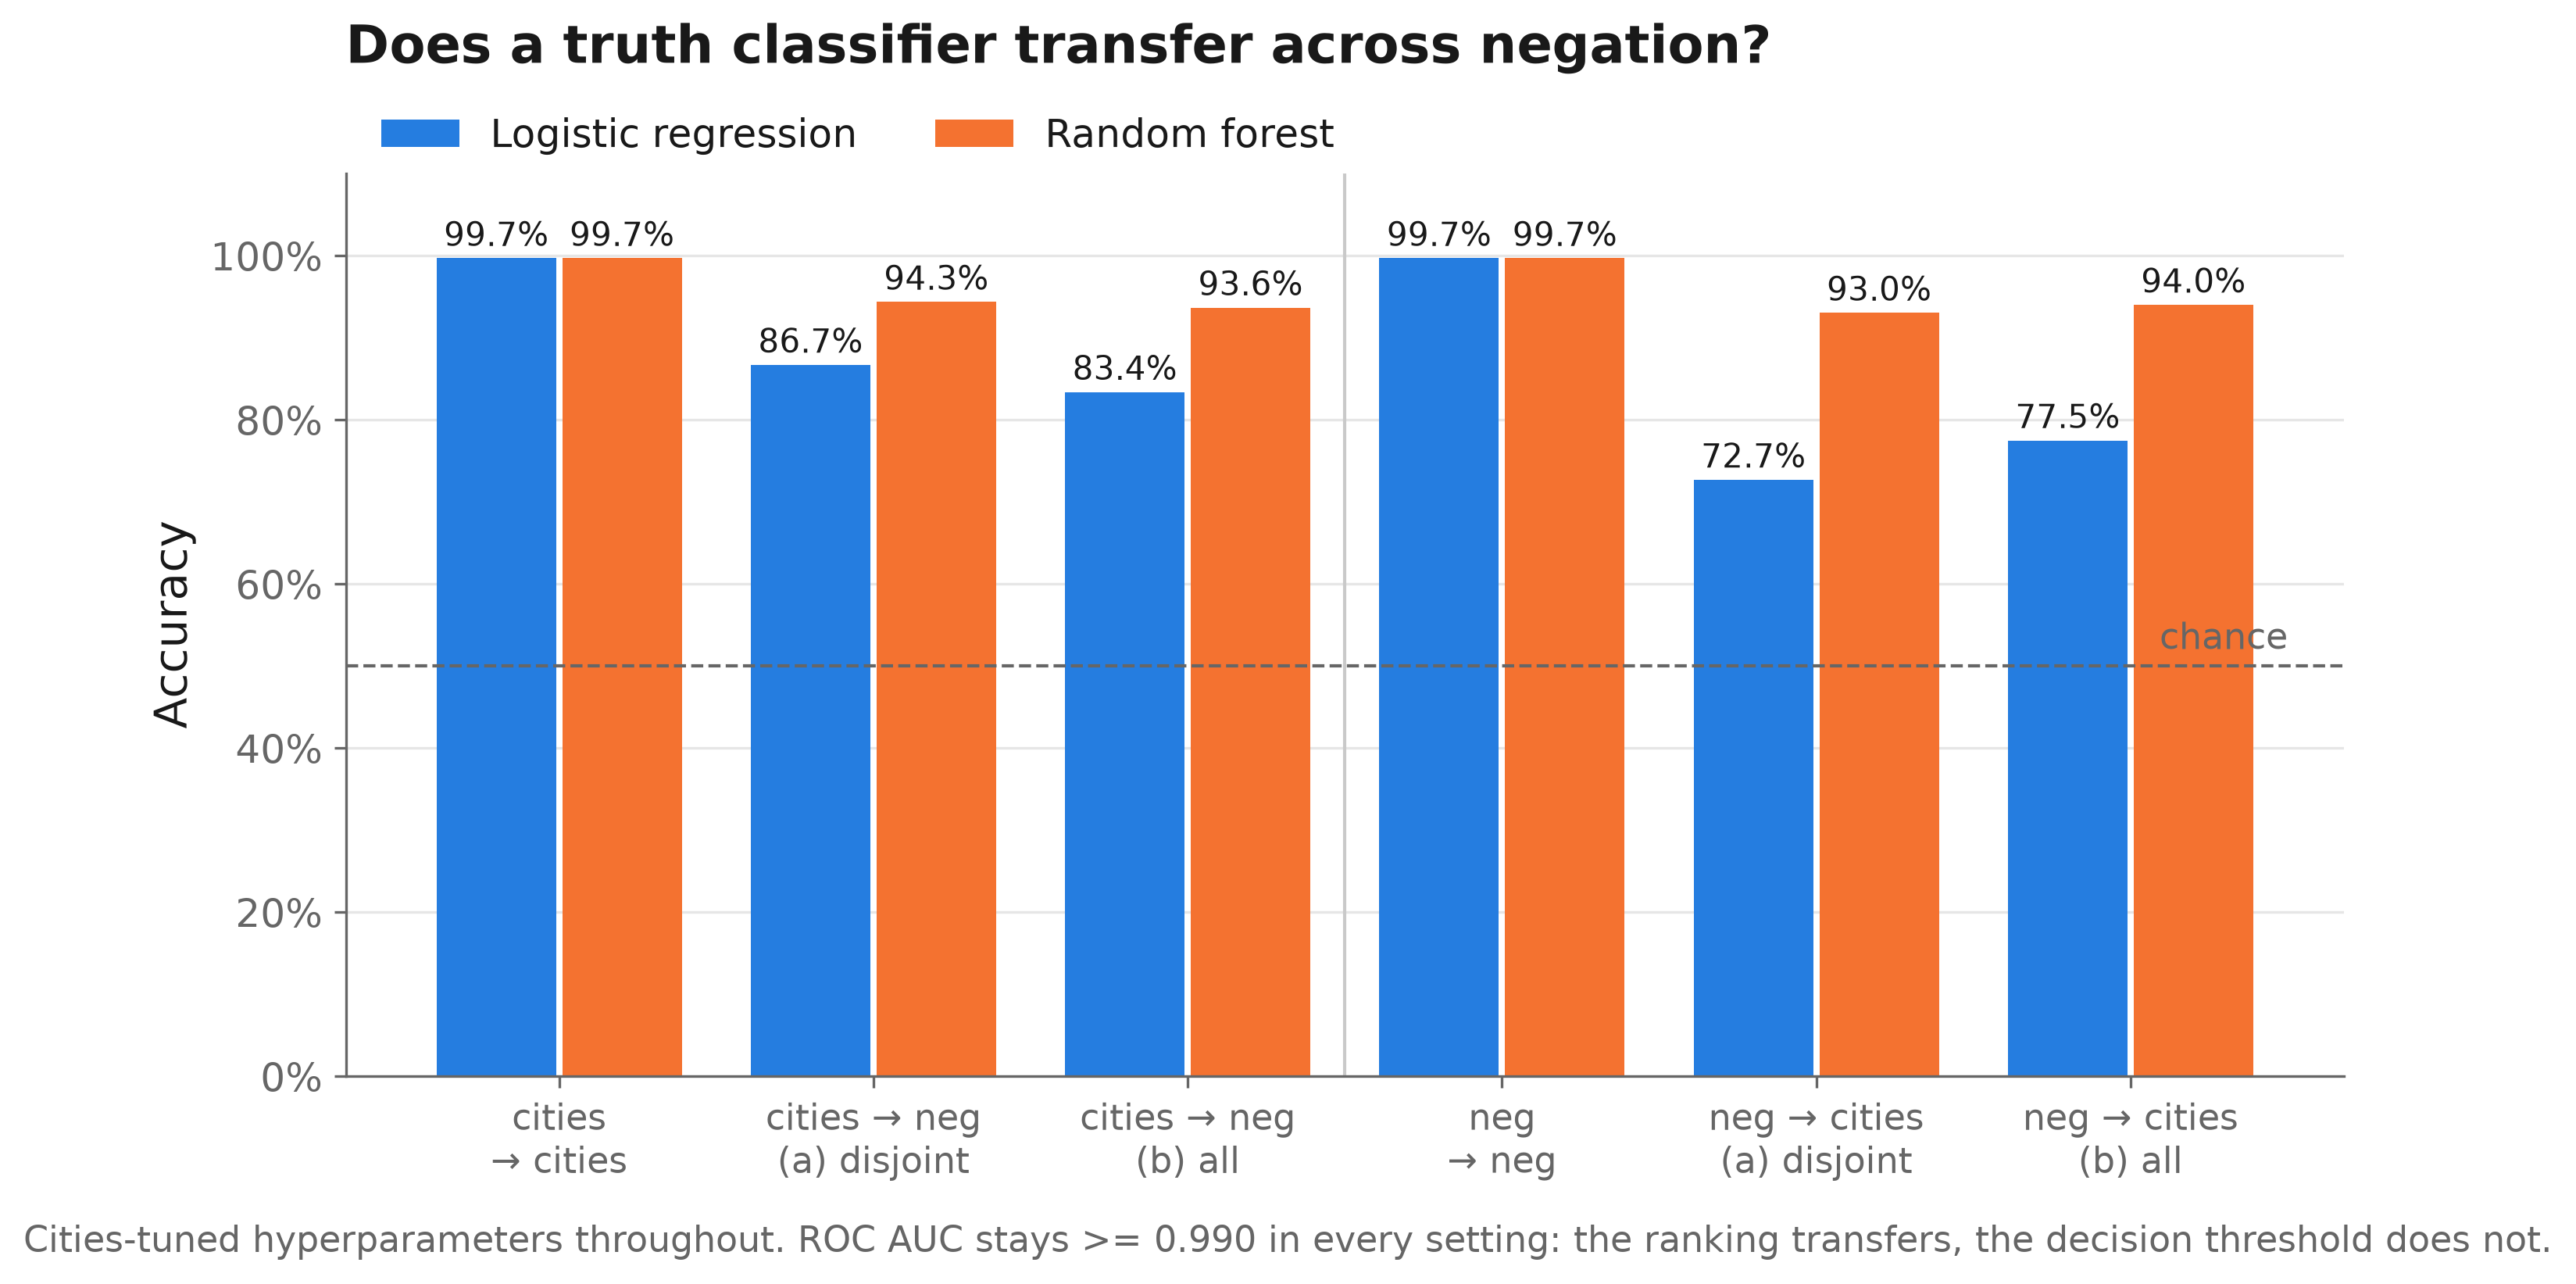 Does a truth classifier transfer across negation?
Logistic regression
Random forest
Accuracy
100%
80%
60%
40%
20%
0%
99.7%
99.7%
86.7%
94.3%
83.4%
93.6%
99.7%
99.7%
72.7%
93.0%
77.5%
94.0%
chance
cities
→ cities
cities → neg
(a) disjoint
cities → neg
(b) all
neg
→ neg
neg → cities
(a) disjoint
neg → cities
(b) all
Cities-tuned hyperparameters throughout. ROC AUC stays >= 0.990 in every setting: the ranking transfers, the decision threshold does not.